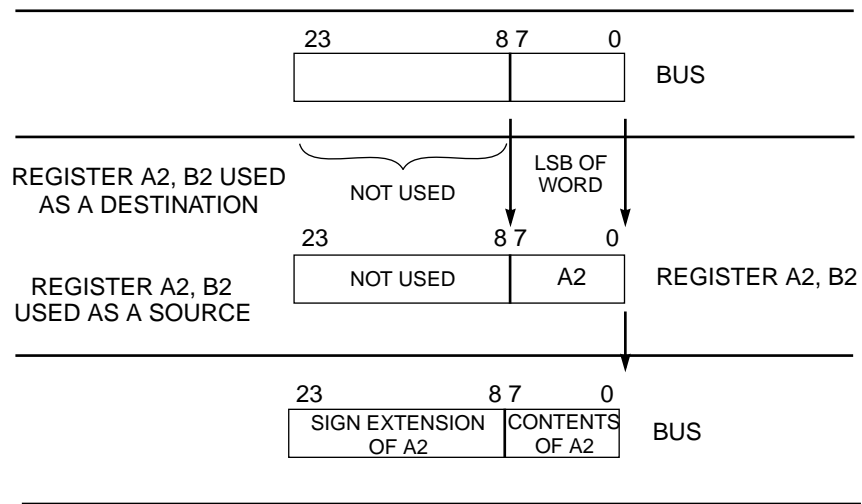 23 8 7 0
BUS
REGISTER A2, B2 USED
AS A DESTINATION
NOT USED
LSB OF
WORD
23 8 7 0
REGISTER A2, B2
USED AS A SOURCE
NOT USED
A2
REGISTER A2, B2
23 8 7 0
SIGN EXTENSION
OF A2
CONTENTS
OF A2
BUS